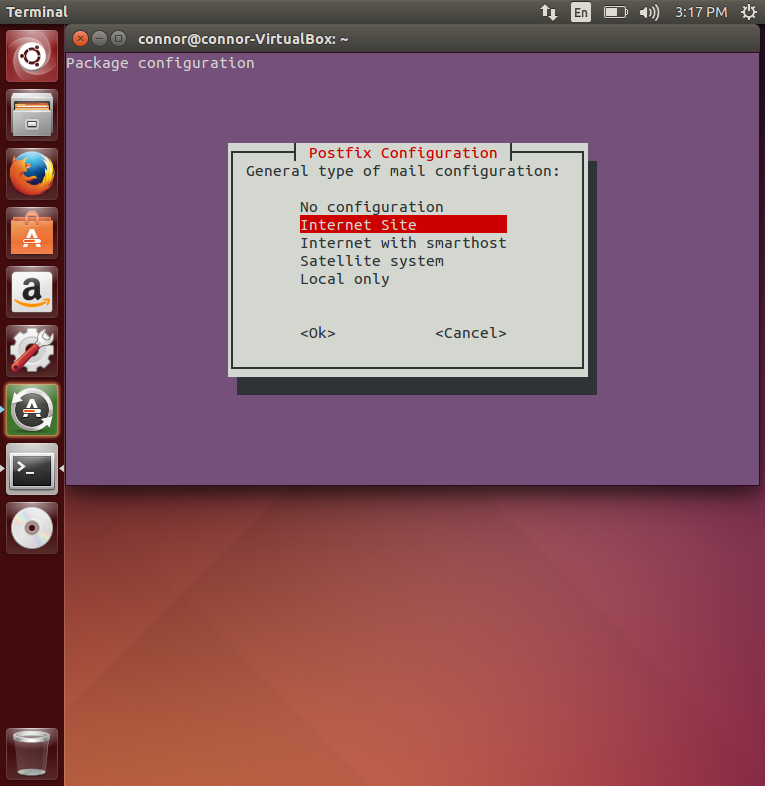 Terminal
En
3:17 PM
connor@connor-VirtualBox: ~
Package configuration
Postfix Configuration
General type of mail configuration:
No configuration
Internet Site
Internet with smarthost
Satellite system
Local only
<Ok> <Cancel>